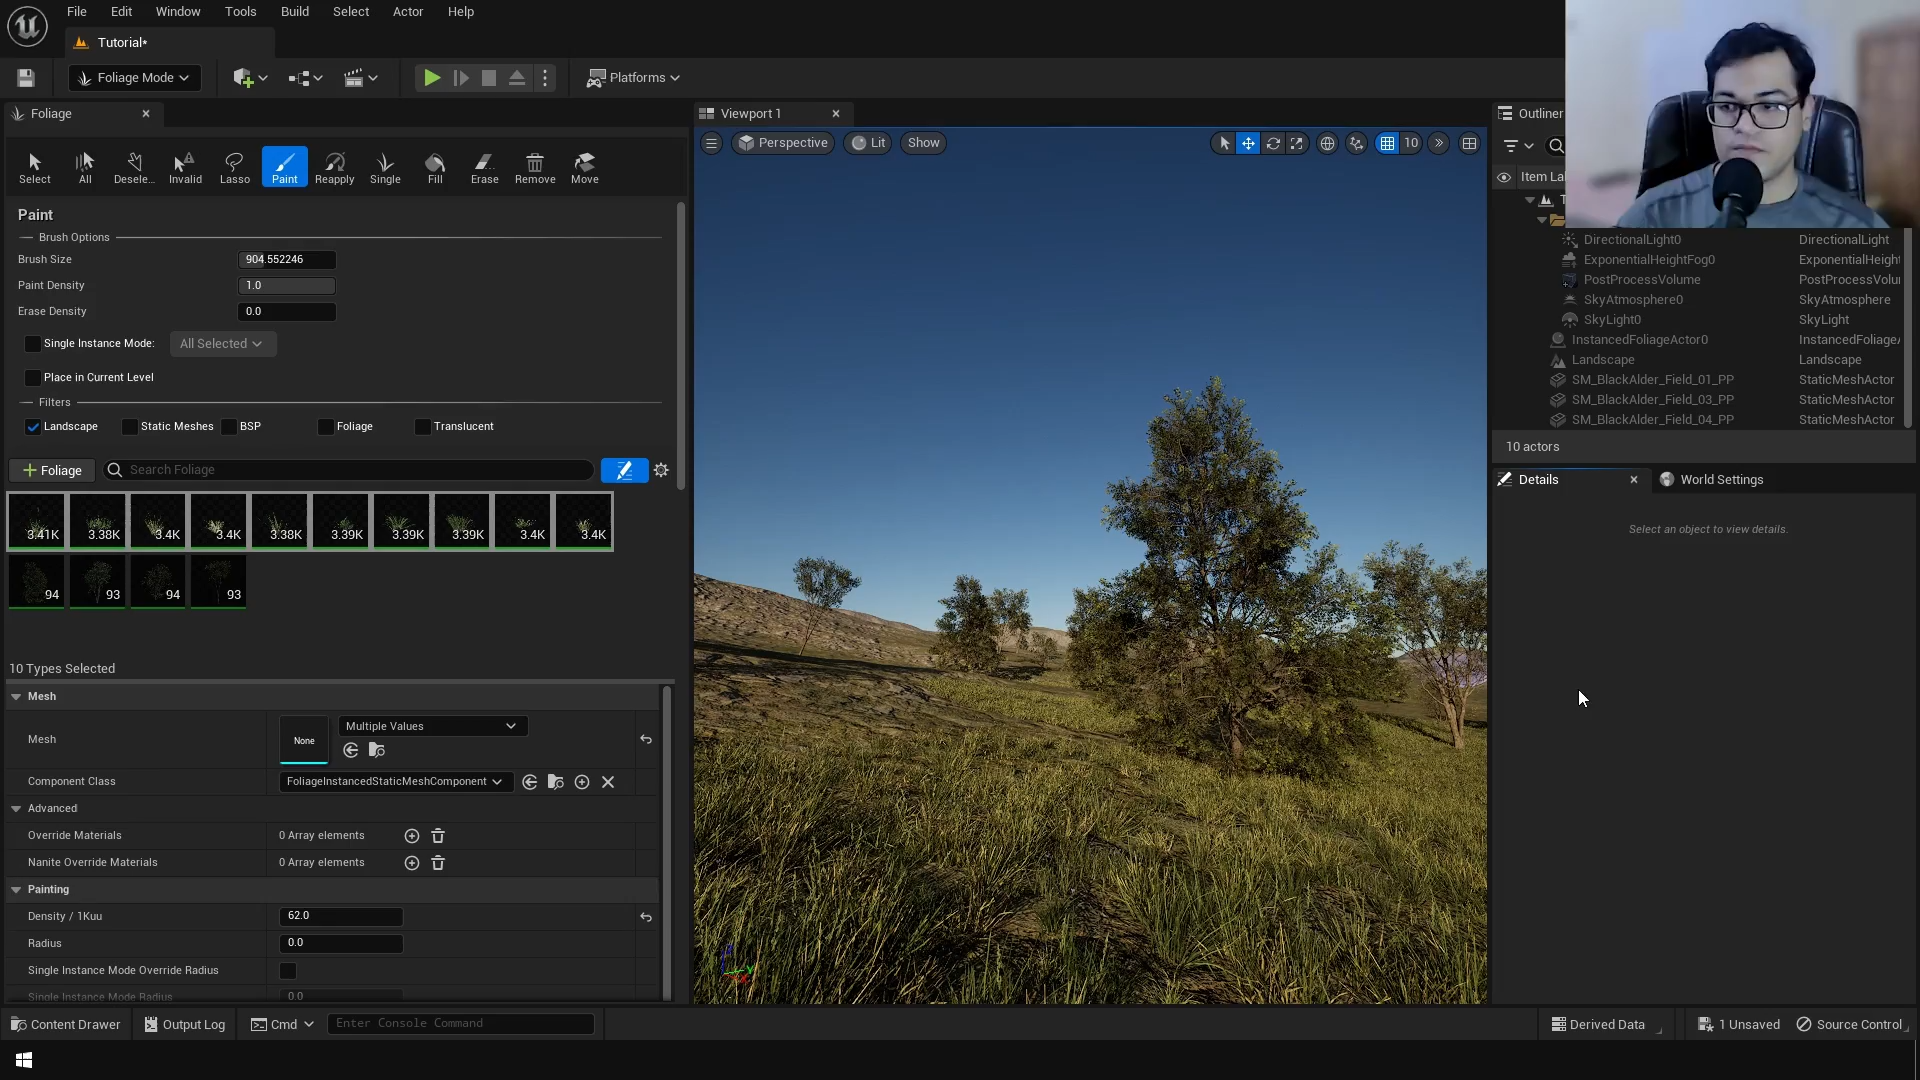 File Edit Window Tools Build Select Actor Help
Tutorial*
Foliage Mode
Platforms
Foliage
Viewport 1
Outliner
Select All Desele... Invalid Lasso Paint Reapply Single Fill Erase Remove Move
Perspective Lit Show 10
Item La
Paint
Brush Options
Brush Size 904.552246
Paint Density 1.0
Erase Density 0.0
Single Instance Mode: All Selected
Place in Current Level
Filters
Landscape Static Meshes BSP Foliage Translucent
DirectionalLight0 DirectionalLight
ExponentialHeightFog0 ExponentialHeight
PostProcessVolume PostProcessVolu
SkyAtmosphere0 SkyAtmosphere
SkyLight0 SkyLight
InstancedFoliageActor0 InstancedFoliageA
Landscape Landscape
SM_BlackAlder_Field_01_PP StaticMeshActor
SM_BlackAlder_Field_03_PP StaticMeshActor
SM_BlackAlder_Field_04_PP StaticMeshActor
10 actors
Foliage Search Foliage
3.41K 3.38K 3.4K 3.4K 3.38K 3.39K 3.39K 3.39K 3.4K 3.4K
94 93 94 93
Details World Settings
Select an object to view details.
10 Types Selected
Mesh
Mesh None Multiple Values
Component Class FoliageInstancedStaticMeshComponent
Advanced
Override Materials 0 Array elements
Nanite Override Materials 0 Array elements
Painting
Density / 1Kuu 62.0
Radius 0.0
Single Instance Mode Override Radius
Single Instance Mode Radius 0.0
Content Drawer Output Log Cmd Enter Console Command
Derived Data 1 Unsaved Source Control